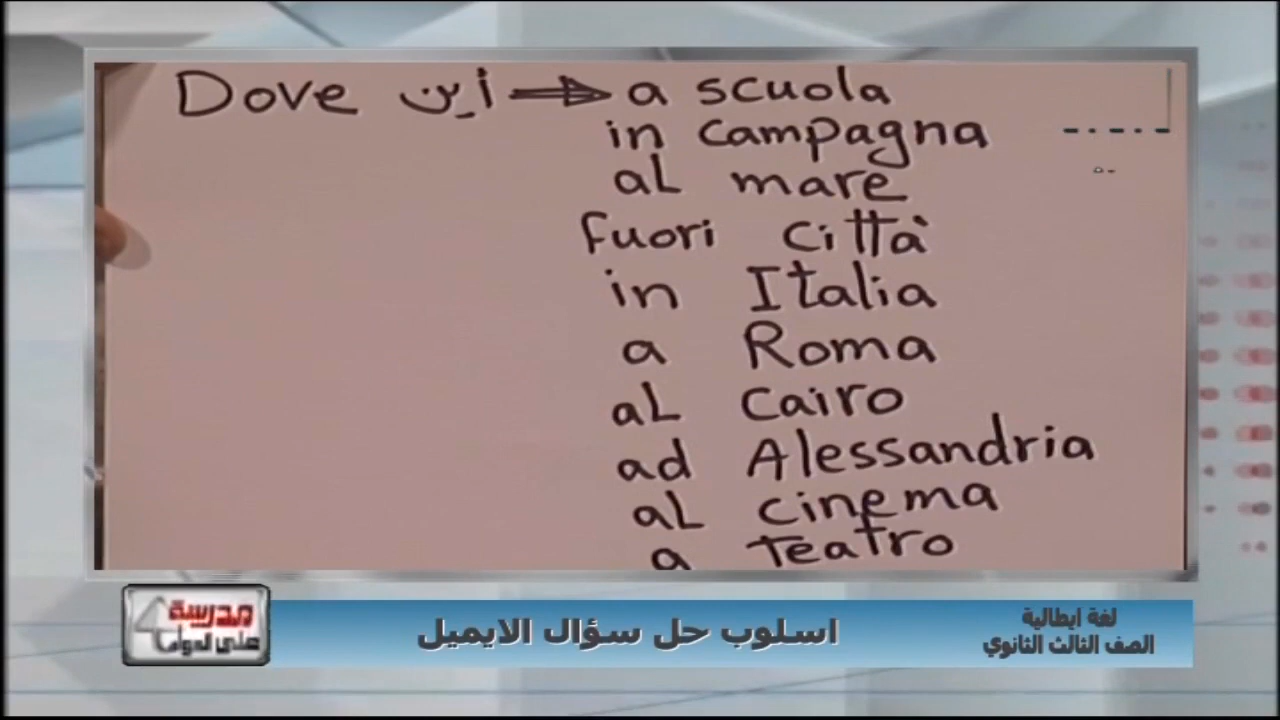 Dove أين ⇒ a scuola
in campagna
al mare
fuori città
in Italia
a Roma
al Cairo
ad Alessandria
al cinema
a teatro
مدرسة
على الهواء
اسلوب حل سؤال الايميل
لغة ايطالية
الصف الثالث الثانوي